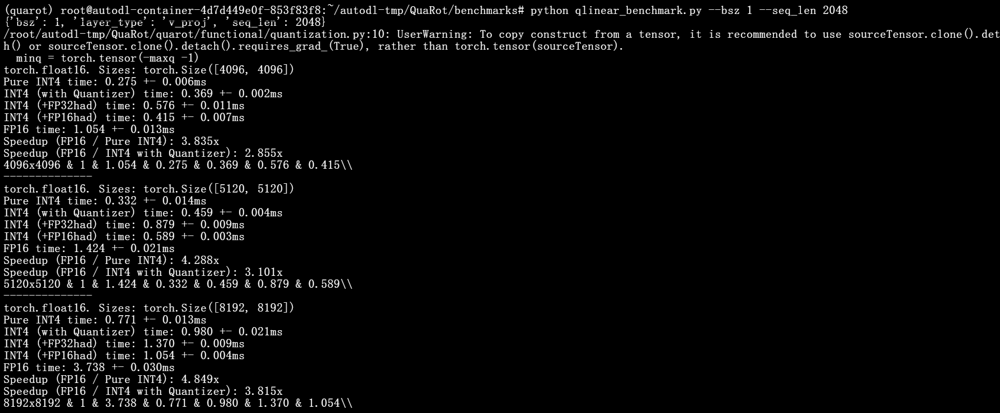 (quarot) root@autodl-container-4d7d449e0f-853f83f8:~/autodl-tmp/QuaRot/benchmarks# python qlinear_benchmark.py --bsz 1 --seq_len 2048
{'bsz': 1, 'layer_type': 'v_proj', 'seq_len': 2048}
/root/autodl-tmp/QuaRot/quarot/functional/quantization.py:10: UserWarning: To copy construct from a tensor, it is recommended to use sourceTensor.clone().det
h() or sourceTensor.clone().detach().requires_grad_(True), rather than torch.tensor(sourceTensor).
  minq = torch.tensor(-maxq -1)
torch.float16. Sizes: torch.Size([4096, 4096])
Pure INT4 time: 0.275 +- 0.006ms
INT4 (with Quantizer) time: 0.369 +- 0.002ms
INT4 (+FP32had) time: 0.576 +- 0.011ms
INT4 (+FP16had) time: 0.415 +- 0.007ms
FP16 time: 1.054 +- 0.013ms
Speedup (FP16 / Pure INT4): 3.835x
Speedup (FP16 / INT4 with Quantizer): 2.855x
4096x4096 & 1 & 1.054 & 0.275 & 0.369 & 0.576 & 0.415\\
--------------
torch.float16. Sizes: torch.Size([5120, 5120])
Pure INT4 time: 0.332 +- 0.014ms
INT4 (with Quantizer) time: 0.459 +- 0.004ms
INT4 (+FP32had) time: 0.879 +- 0.009ms
INT4 (+FP16had) time: 0.589 +- 0.003ms
FP16 time: 1.424 +- 0.021ms
Speedup (FP16 / Pure INT4): 4.288x
Speedup (FP16 / INT4 with Quantizer): 3.101x
5120x5120 & 1 & 1.424 & 0.332 & 0.459 & 0.879 & 0.589\\
--------------
torch.float16. Sizes: torch.Size([8192, 8192])
Pure INT4 time: 0.771 +- 0.013ms
INT4 (with Quantizer) time: 0.980 +- 0.021ms
INT4 (+FP32had) time: 1.370 +- 0.009ms
INT4 (+FP16had) time: 1.054 +- 0.004ms
FP16 time: 3.738 +- 0.030ms
Speedup (FP16 / Pure INT4): 4.849x
Speedup (FP16 / INT4 with Quantizer): 3.815x
8192x8192 & 1 & 3.738 & 0.771 & 0.980 & 1.370 & 1.054\\